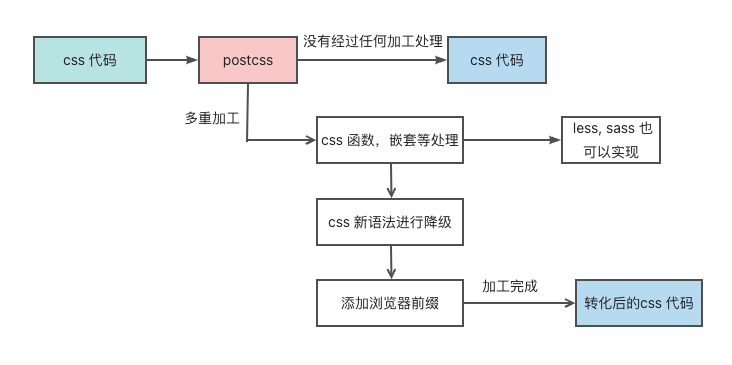 没有经过任何加工处理
css 代码
postcss
css 代码
多重加工
css 函数，嵌套等处理
less, sass 也
可以实现
css 新语法进行降级
加工完成
添加浏览器前缀
转化后的css 代码